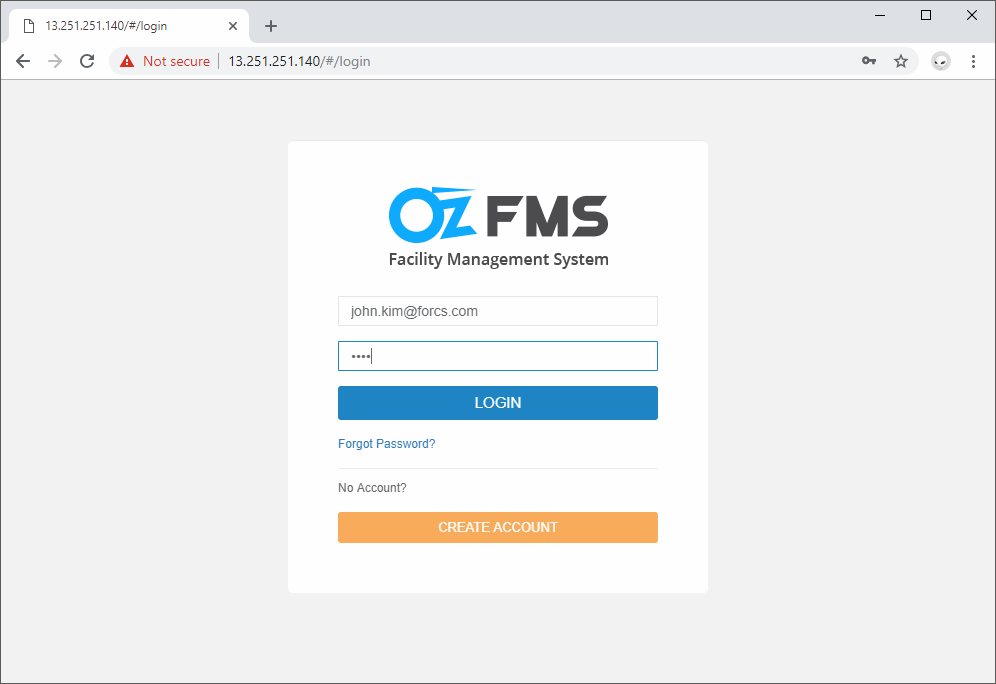 13.251.251.140/#/login
Not secure
13.251.251.140/#/login
OZ FMS
Facility Management System
john.kim@forcs.com
••••
LOGIN
Forgot Password?
No Account?
CREATE ACCOUNT